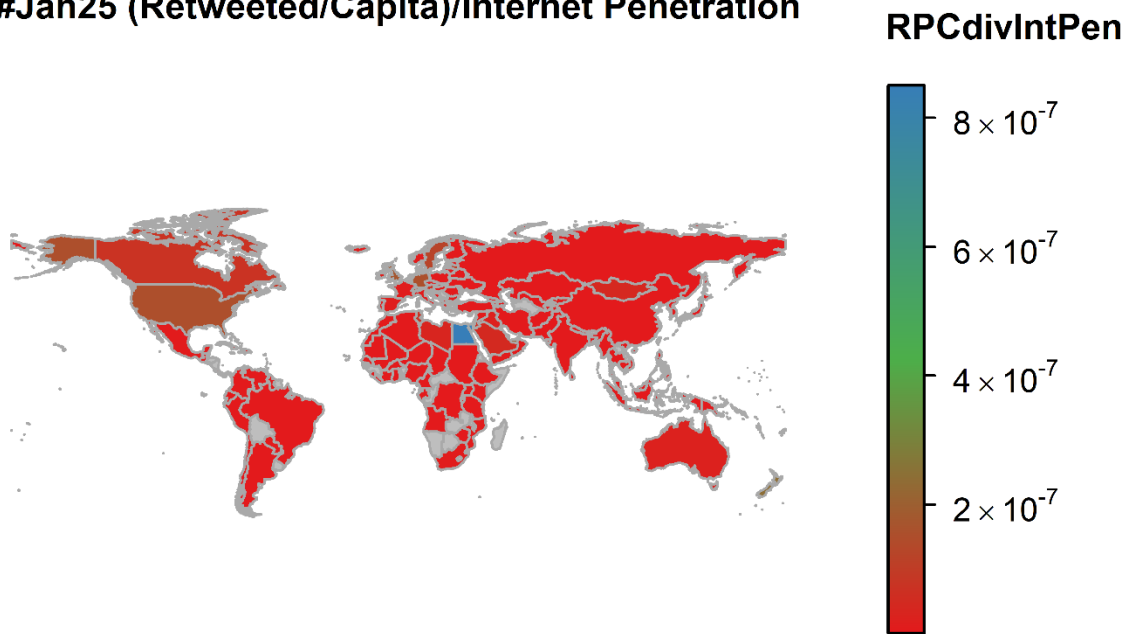 #Jan25 (Retweeted/Capita)/Internet Penetration
RPCdivIntPen
8 × 10⁻⁷
6 × 10⁻⁷
4 × 10⁻⁷
2 × 10⁻⁷